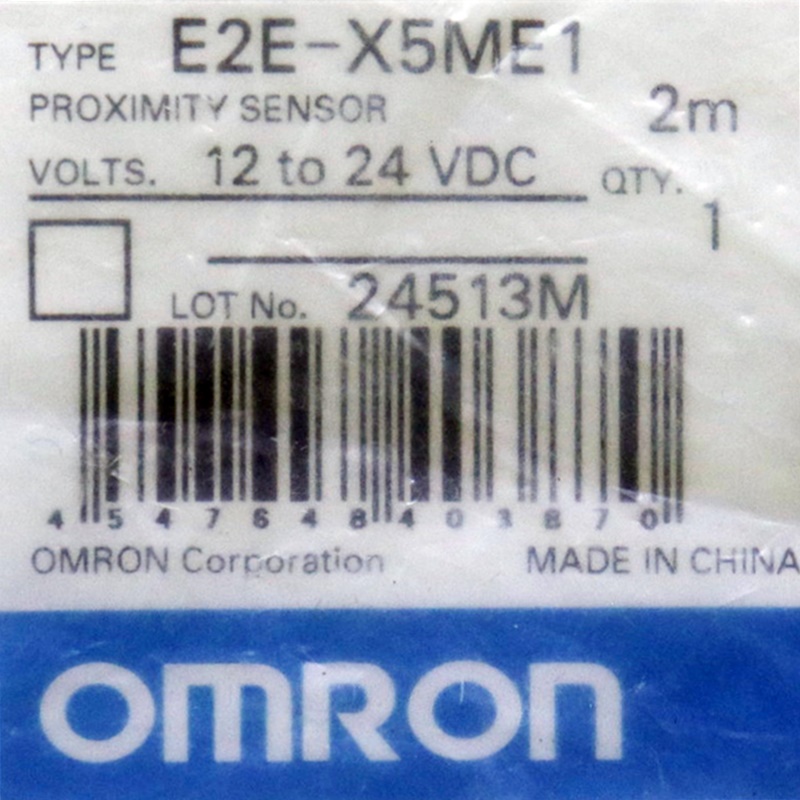 TYPE E2E-X5ME1
PROXIMITY SENSOR 2m
VOLTS. 12 to 24 VDC QTY.
1
LOT No. 24513M
4 547648 403870
OMRON Corporation MADE IN CHINA
OMRON